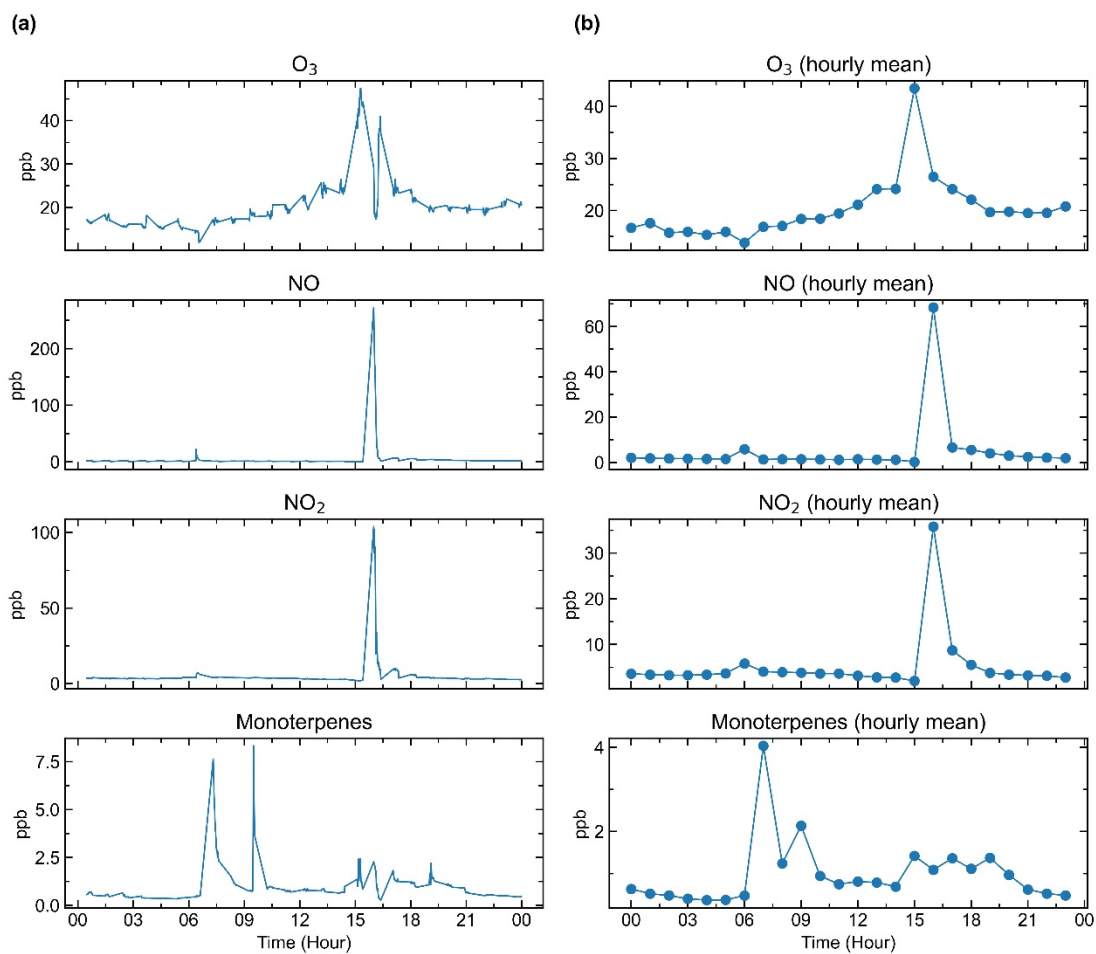 (a)
O₃
ppb
40
30
20
NO
ppb
200
100
0
NO₂
ppb
100
50
0
Monoterpenes
ppb
7.5
5.0
2.5
0.0
00 03 06 09 12 15 18 21 00
Time (Hour)
(b)
O₃ (hourly mean)
ppb
40
30
20
NO (hourly mean)
ppb
60
40
20
0
NO₂ (hourly mean)
ppb
30
20
10
Monoterpenes (hourly mean)
ppb
4
2
00 03 06 09 12 15 18 21 00
Time (Hour)